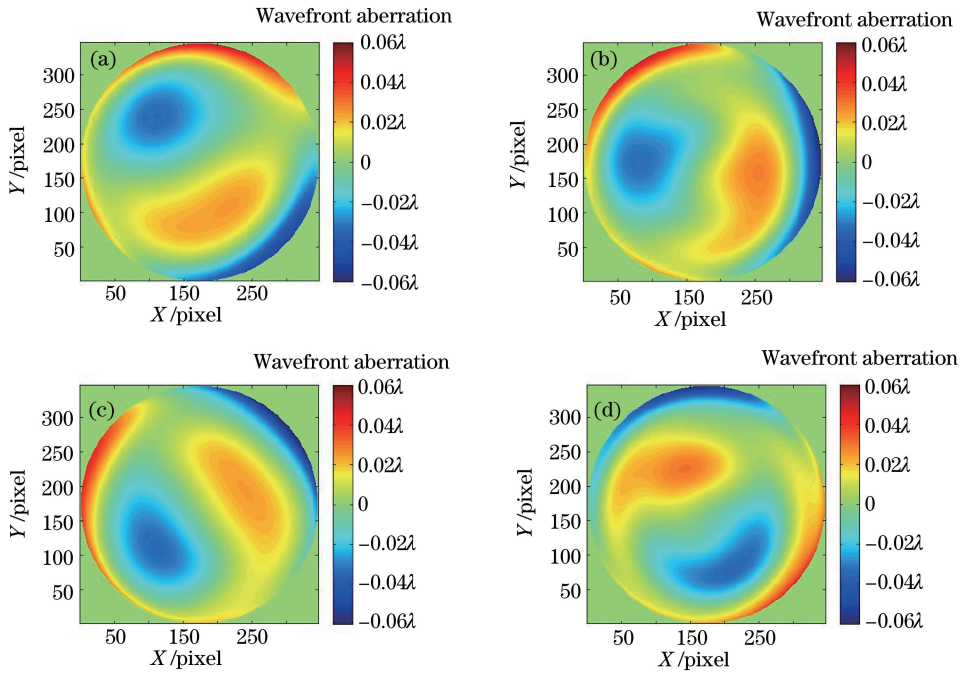 Wavefront aberration
(a)
0.06λ
0.04λ
0.02λ
0
−0.02λ
−0.04λ
−0.06λ
300
250
200
150
100
50
Y/pixel
50 150 250
X/pixel
Wavefront aberration
(b)
0.06λ
0.04λ
0.02λ
0
−0.02λ
−0.04λ
−0.06λ
300
250
200
150
100
50
Y/pixel
50 150 250
X/pixel
Wavefront aberration
(c)
0.06λ
0.04λ
0.02λ
0
−0.02λ
−0.04λ
−0.06λ
300
250
200
150
100
50
Y/pixel
50 150 250
X/pixel
Wavefront aberration
(d)
0.06λ
0.04λ
0.02λ
0
−0.02λ
−0.04λ
−0.06λ
300
250
200
150
100
50
Y/pixel
50 150 250
X/pixel